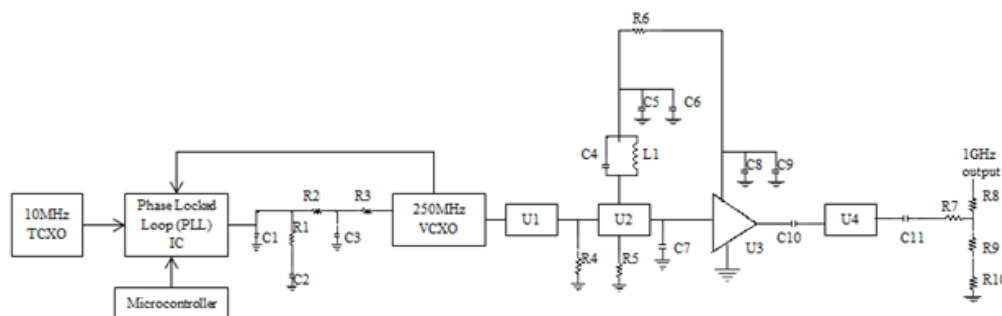 R6
C5
C6
C4
L1
C8
C9
1GHz
output
R8
10MHz
TCXO
Phase Locked
Loop (PLL)
IC
R2
R3
250MHz
VCXO
U1
U2
U3
C10
U4
C11
R7
C1
R1
C3
C2
R4
R5
C7
R9
R10
Microcontroller